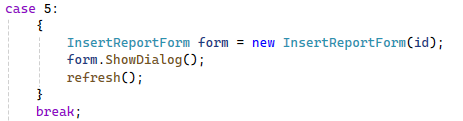 case 5:
{
InsertReportForm form = new InsertReportForm(id);
form.ShowDialog();
refresh();
}
break;